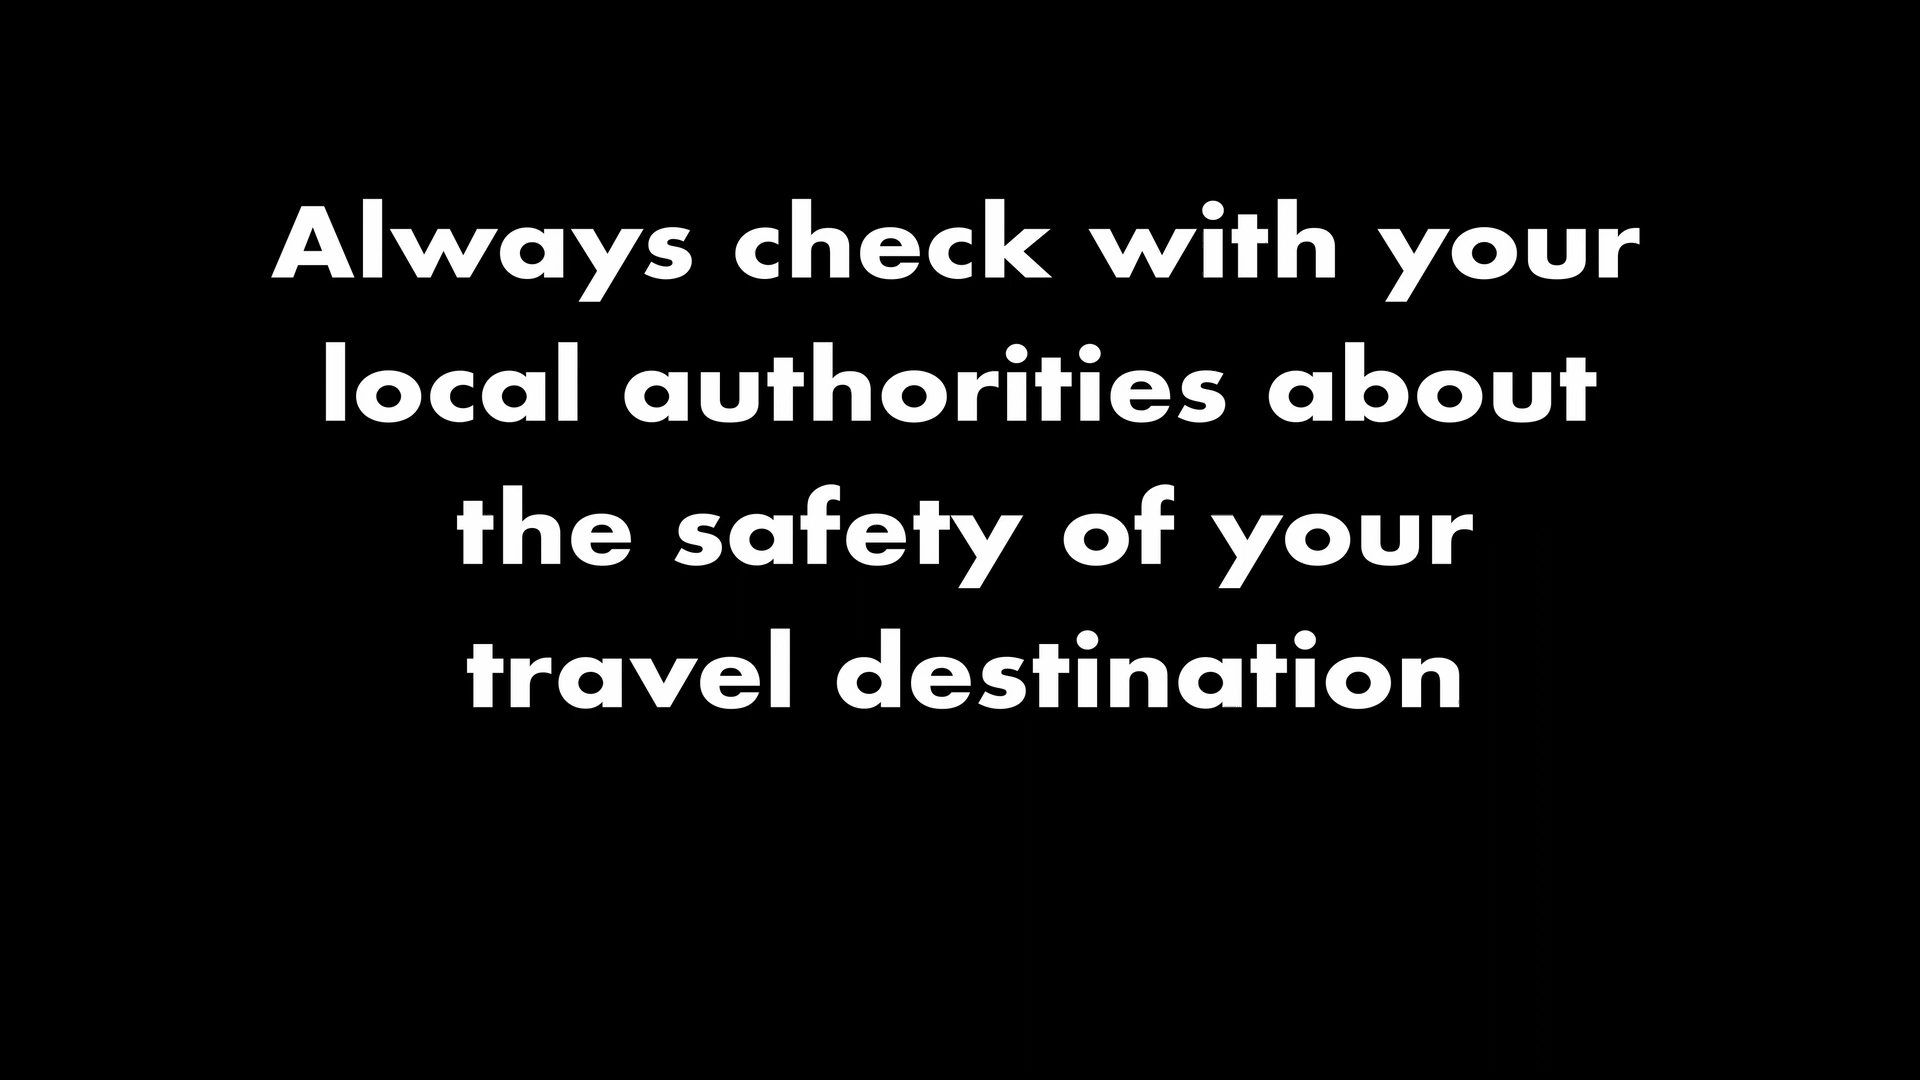 Always check with your
local authorities about
the safety of your
travel destination